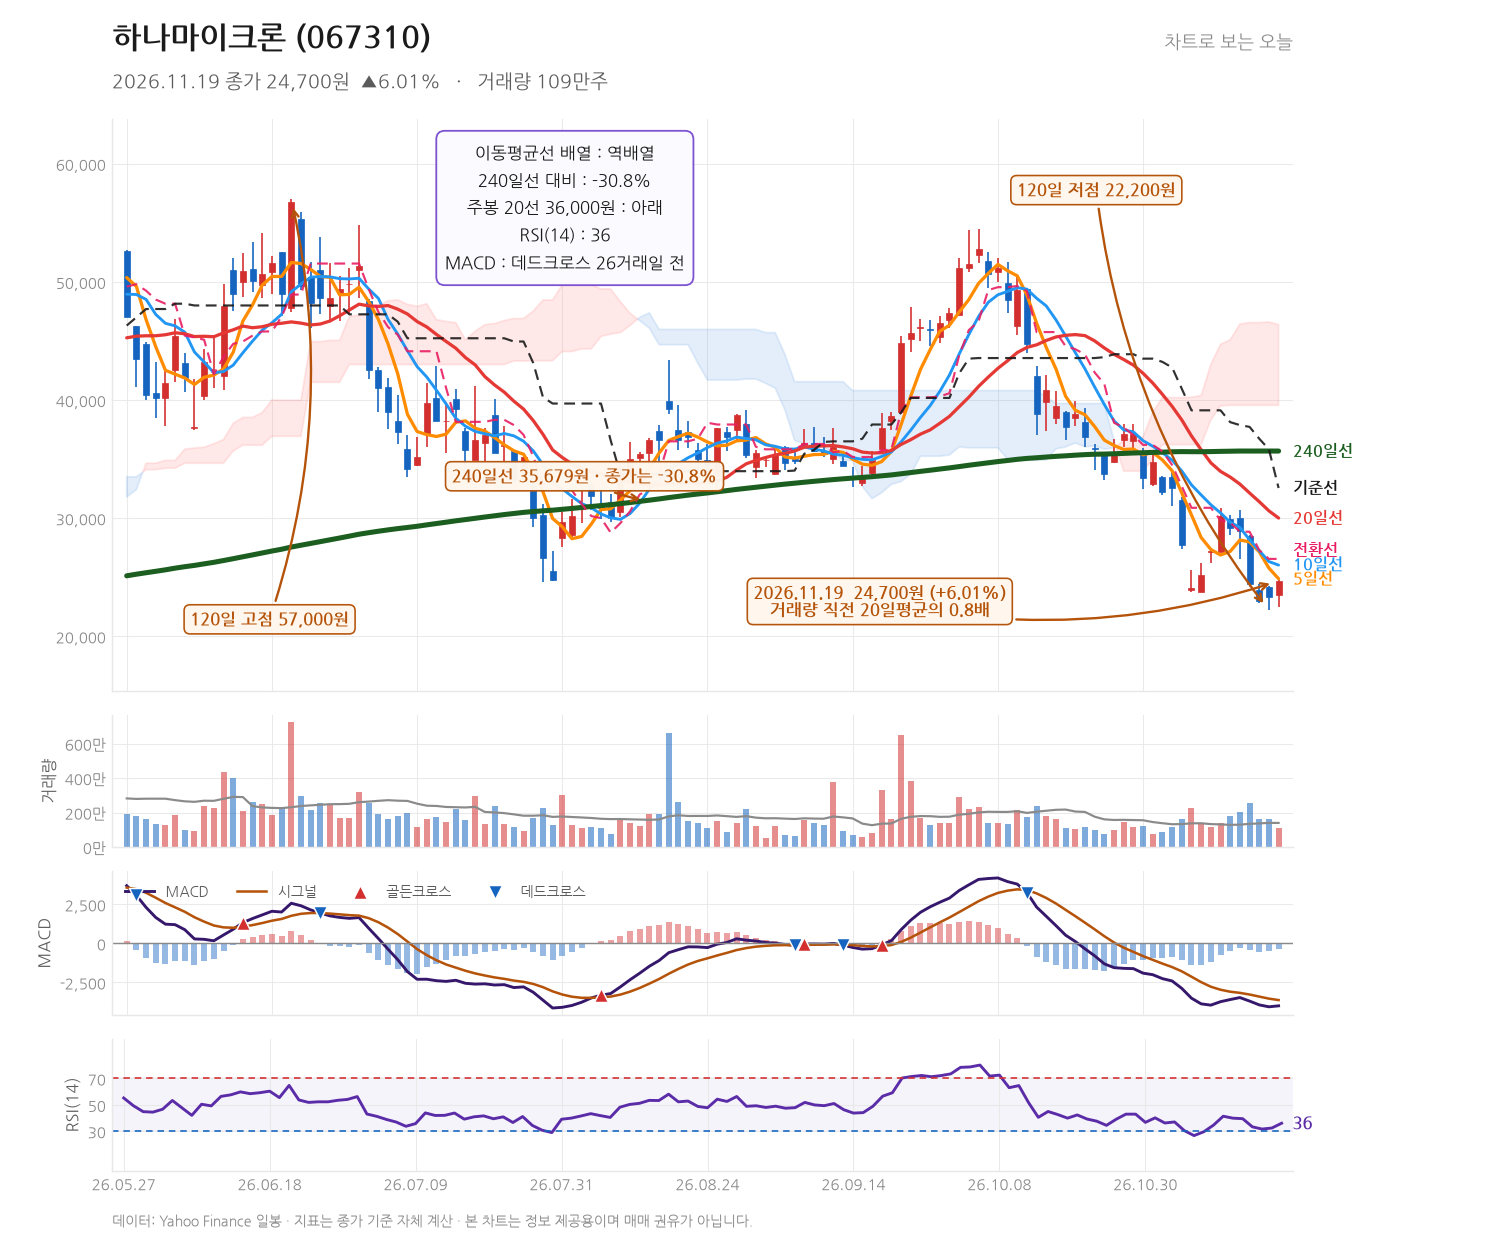 하나마이크론 (067310)
차트로 보는 오늘
2026.11.19 종가 24,700원 ▲6.01% · 거래량 109만주
이동평균선 배열 : 역배열
240일선 대비 : -30.8%
주봉 20선 36,000원 : 아래
RSI(14) : 36
MACD : 데드크로스 26거래일 전
120일 저점 22,200원
60,000
50,000
40,000
30,000
20,000
240일선 35,679원 · 종가는 -30.8%
120일 고점 57,000원
2026.11.19 24,700원 (+6.01%)
거래량 직전 20일평균의 0.8배
240일선
기준선
20일선
전환선
10일선
5일선
거래량
600만
400만
200만
0만
MACD
MACD
시그널
골든크로스
데드크로스
2,500
0
-2,500
RSI(14)
70
50
30
36
26.05.27
26.06.18
26.07.09
26.07.31
26.08.24
26.09.14
26.10.08
26.10.30
데이터: Yahoo Finance 일봉 · 지표는 종가 기준 자체 계산 · 본 차트는 정보 제공용이며 매매 권유가 아닙니다.